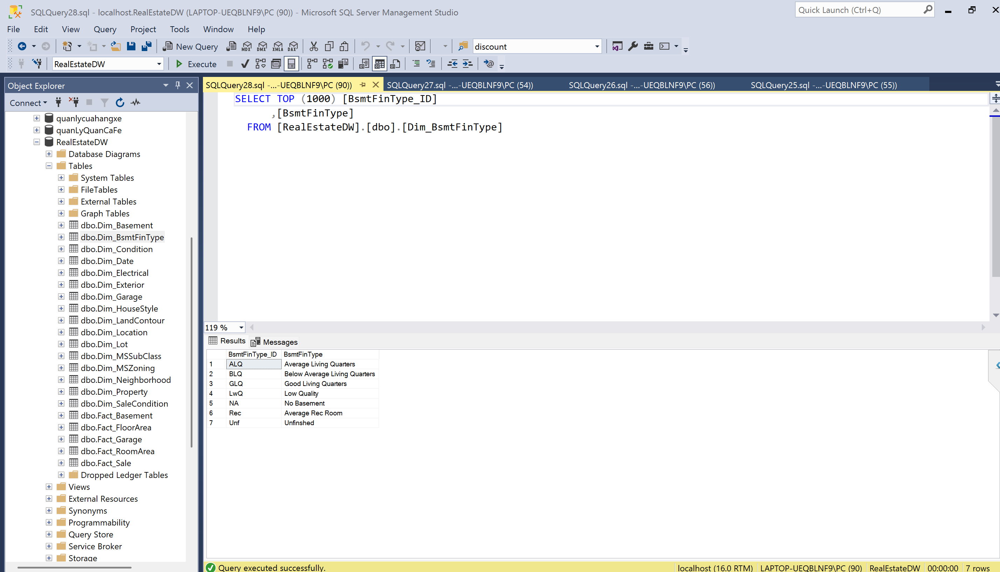 SQLQuery28.sql - localhost.RealEstateDW (LAPTOP-UEQBLNF9\PC (90)) - Microsoft SQL Server Management Studio
Quick Launch (Ctrl+Q)
File Edit View Query Project Tools Window Help
New Query MDX DMX XMLA DAX discount
RealEstateDW Execute
Object Explorer
Connect
quanlycuahangxe
quanLyQuanCaFe
RealEstateDW
Database Diagrams
Tables
System Tables
FileTables
External Tables
Graph Tables
dbo.Dim_Basement
dbo.Dim_BsmtFinType
dbo.Dim_Condition
dbo.Dim_Date
dbo.Dim_Electrical
dbo.Dim_Exterior
dbo.Dim_Garage
dbo.Dim_HouseStyle
dbo.Dim_LandContour
dbo.Dim_Location
dbo.Dim_Lot
dbo.Dim_MSSubClass
dbo.Dim_MSZoning
dbo.Dim_Neighborhood
dbo.Dim_Property
dbo.Dim_SaleCondition
dbo.Fact_Basement
dbo.Fact_FloorArea
dbo.Fact_Garage
dbo.Fact_RoomArea
dbo.Fact_Sale
Dropped Ledger Tables
Views
External Resources
Synonyms
Programmability
Query Store
Service Broker
Storage
SQLQuery28.sql -...-UEQBLNF9\PC (90)) SQLQuery27.sql -...-UEQBLNF9\PC (54)) SQLQuery26.sql -...-UEQBLNF9\PC (56)) SQLQuery25.sql -...-UEQBLNF9\PC (55))
SELECT TOP (1000) [BsmtFinType_ID]
,[BsmtFinType]
FROM [RealEstateDW].[dbo].[Dim_BsmtFinType]
119 %
Results Messages
BsmtFinType_ID BsmtFinType
1 ALQ Average Living Quarters
2 BLQ Below Average Living Quarters
3 GLQ Good Living Quarters
4 LwQ Low Quality
5 NA No Basement
6 Rec Average Rec Room
7 Unf Unfinshed
Query executed successfully. localhost (16.0 RTM) LAPTOP-UEQBLNF9\PC (90) RealEstateDW 00:00:00 7 rows